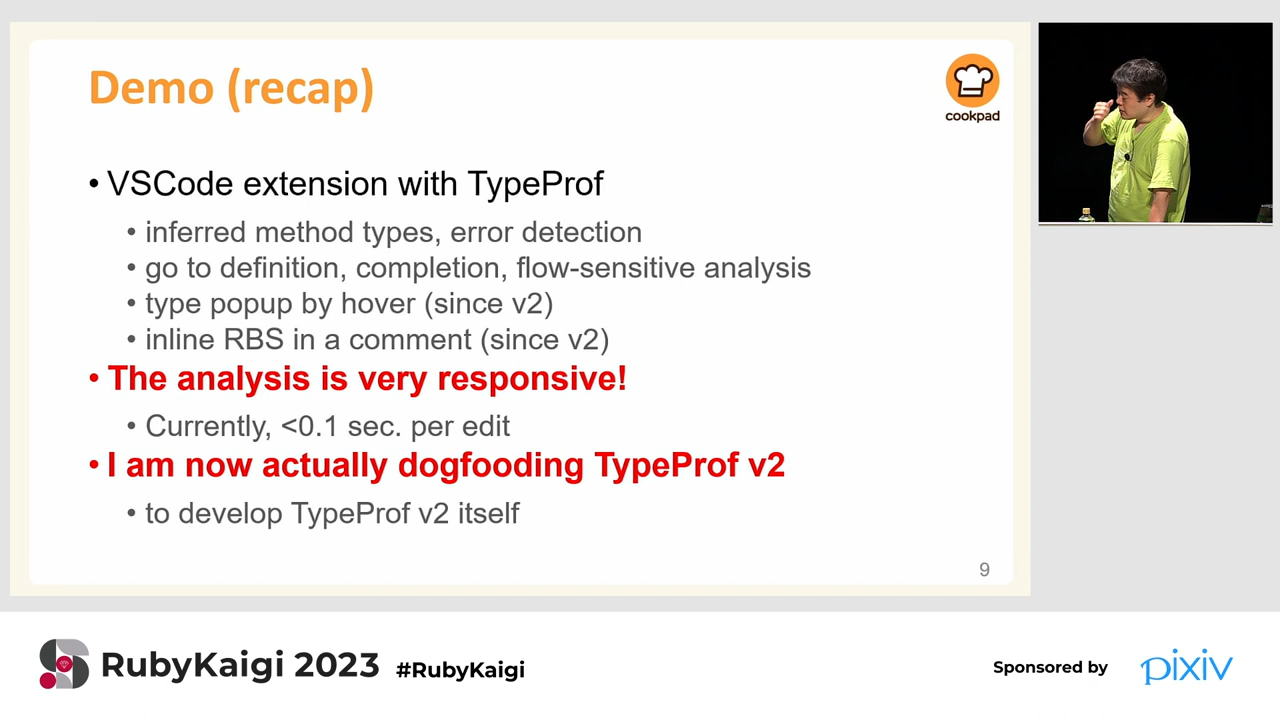 Demo (recap)
cookpad
• VSCode extension with TypeProf
• inferred method types, error detection
• go to definition, completion, flow-sensitive analysis
• type popup by hover (since v2)
• inline RBS in a comment (since v2)
• The analysis is very responsive!
• Currently, <0.1 sec. per edit
• I am now actually dogfooding TypeProf v2
• to develop TypeProf v2 itself
9
RubyKaigi 2023 #RubyKaigi
Sponsored by pixiv